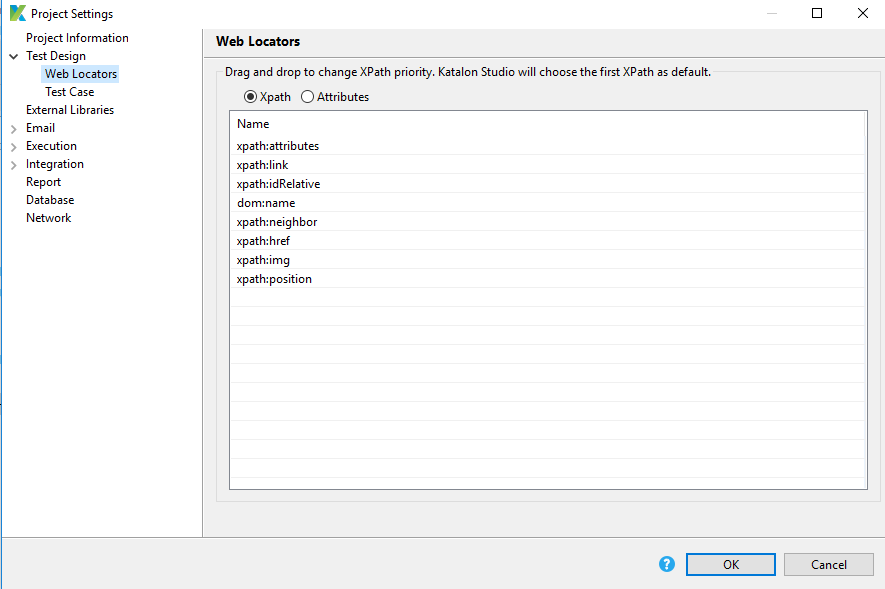 Project Settings
Project Information
Test Design
Web Locators
Test Case
External Libraries
Email
Execution
Integration
Report
Database
Network
Web Locators
Drag and drop to change XPath priority. Katalon Studio will choose the first XPath as default.
Xpath Attributes
Name
xpath:attributes
xpath:link
xpath:idRelative
dom:name
xpath:neighbor
xpath:href
xpath:img
xpath:position
? OK Cancel